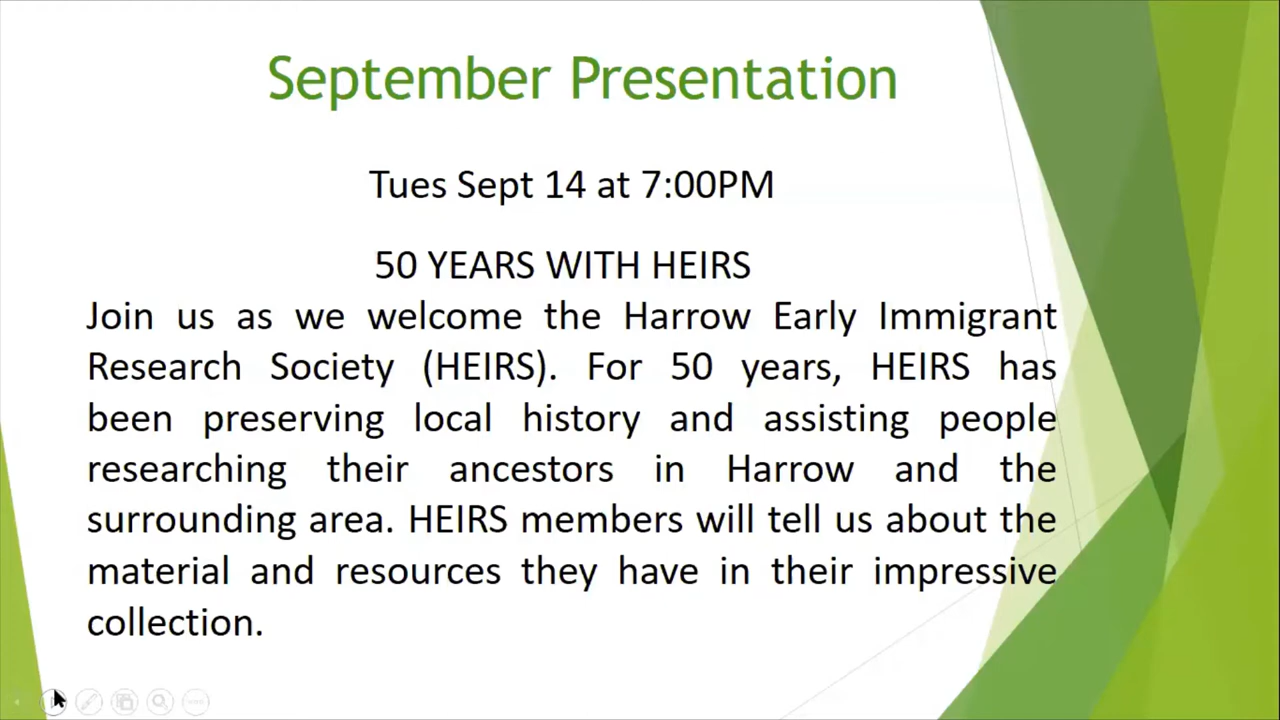 September Presentation
Tues Sept 14 at 7:00PM
50 YEARS WITH HEIRS
Join us as we welcome the Harrow Early Immigrant
Research Society (HEIRS). For 50 years, HEIRS has
been preserving local history and assisting people
researching their ancestors in Harrow and the
surrounding area. HEIRS members will tell us about the
material and resources they have in their impressive
collection.